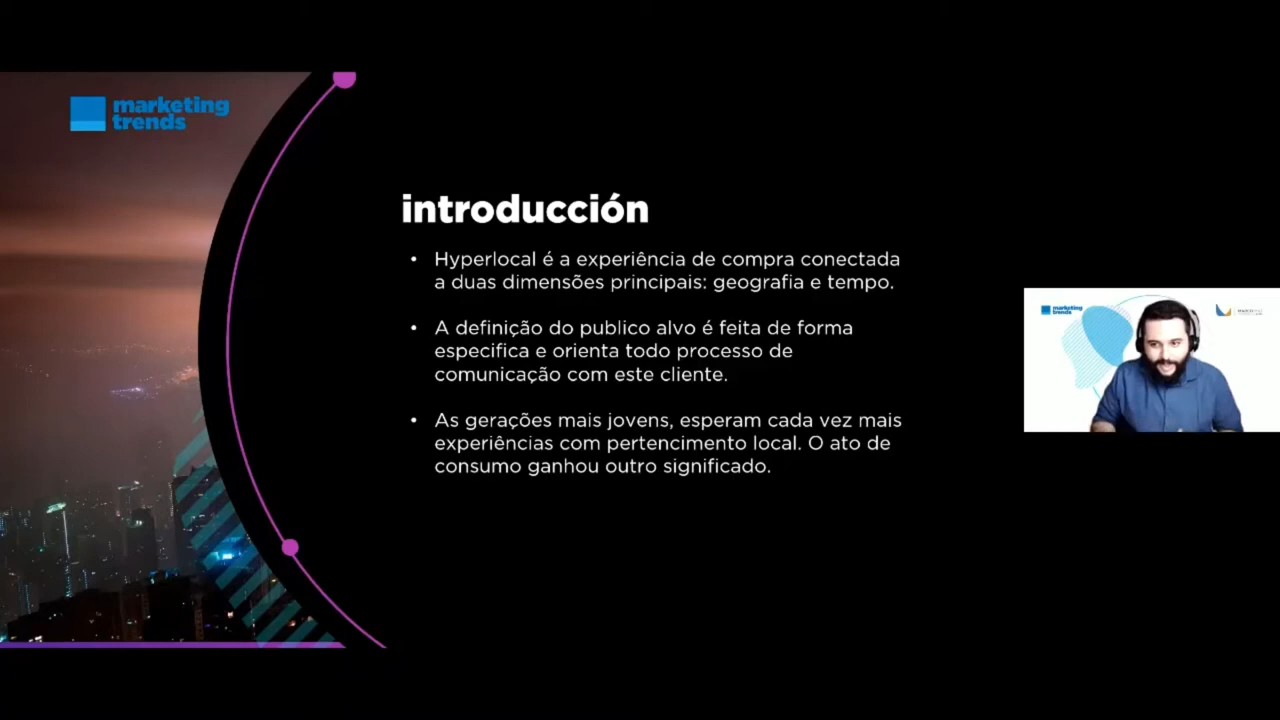 marketing
trends
introducción
• Hyperlocal é a experiência de compra conectada
a duas dimensões principais: geografia e tempo.
• A definição do publico alvo é feita de forma
especifica e orienta todo processo de
comunicação com este cliente.
• As gerações mais jovens, esperam cada vez mais
experiências com pertencimento local. O ato de
consumo ganhou outro significado.
marketing
trends